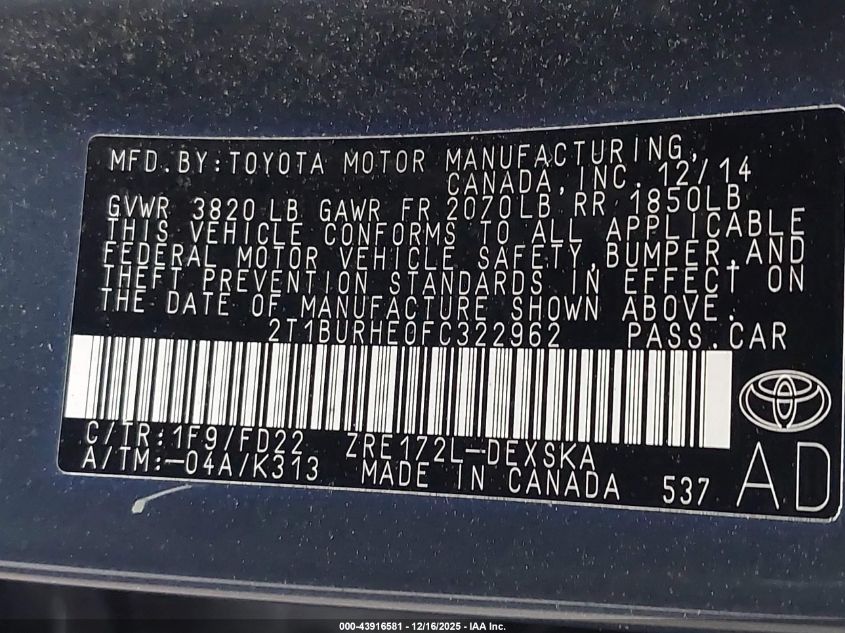 MFD.BY:TOYOTA MOTOR MANUFACTURING,
CANADA, INC. 12/14
GVWR 3820 LB GAWR FR 2070LB RR 1850LB
THIS VEHICLE CONFORMS TO ALL APPLICABLE
FEDERAL MOTOR VEHICLE SAFETY, BUMPER, AND
THEFT PREVENTION STANDARDS IN EFFECT ON
THE DATE OF MANUFACTURE SHOWN ABOVE.
2T1BURHE0FC322962 PASS.CAR
C/TR:1F9/FD22 ZRE172L-DEXSKA
A/TM:-04A/K313 MADE IN CANADA 537 AD
000-43916581 - 12/16/2025 - IAA Inc.